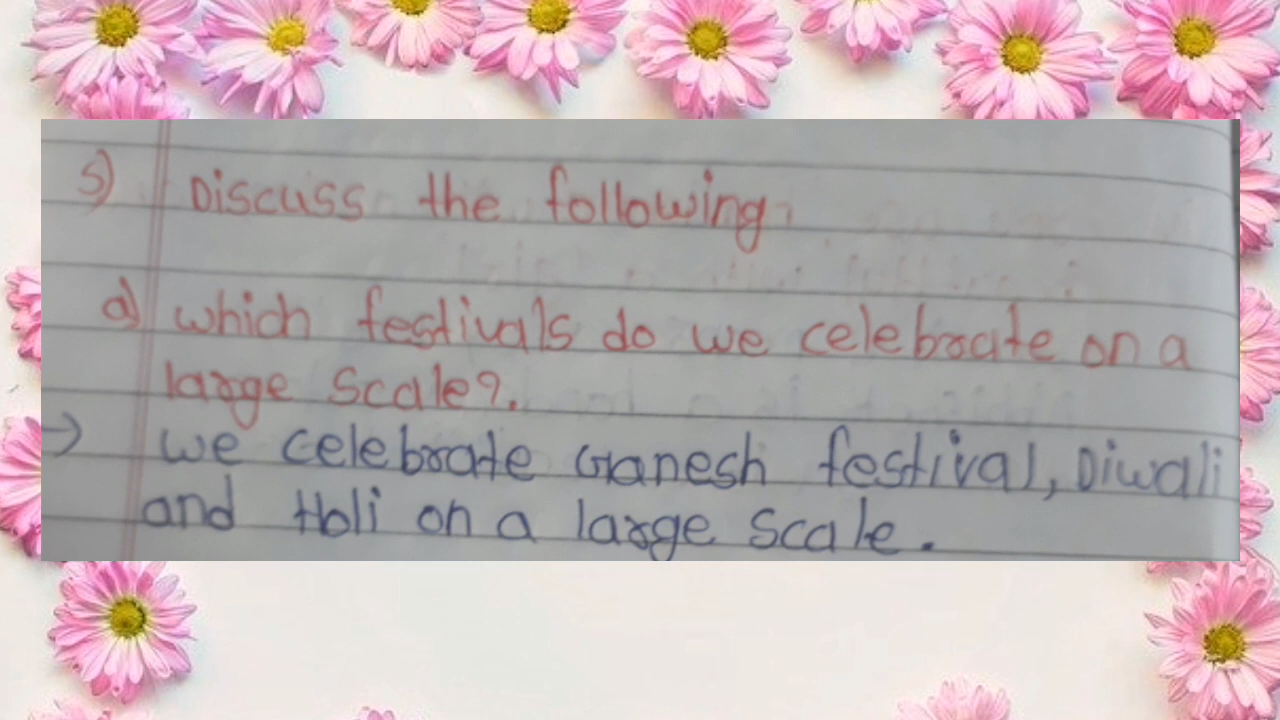 5) Discuss the following.
a) which festivals do we celebrate on a
large scale?.
→ we celebrate Ganesh festival, Diwali
and Holi on a large scale.